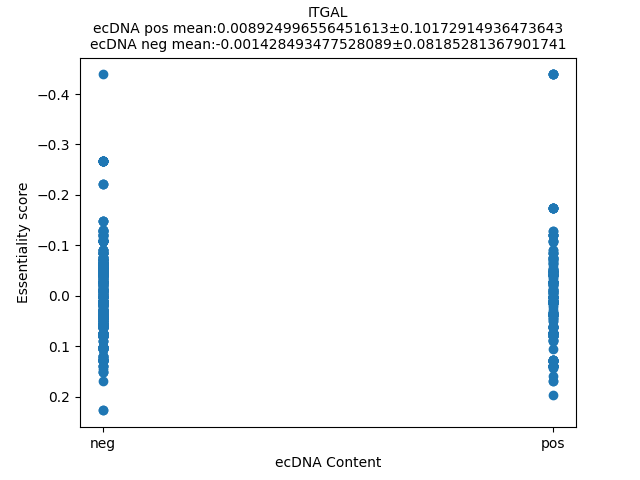 ITGAL
ecDNA pos mean:0.008924996556451613±0.10172914936473643
ecDNA neg mean:-0.001428493477528089±0.08185281367901741
−0.4
−0.3
−0.2
−0.1
0.0
0.1
0.2
Essentiality score
neg
pos
ecDNA Content